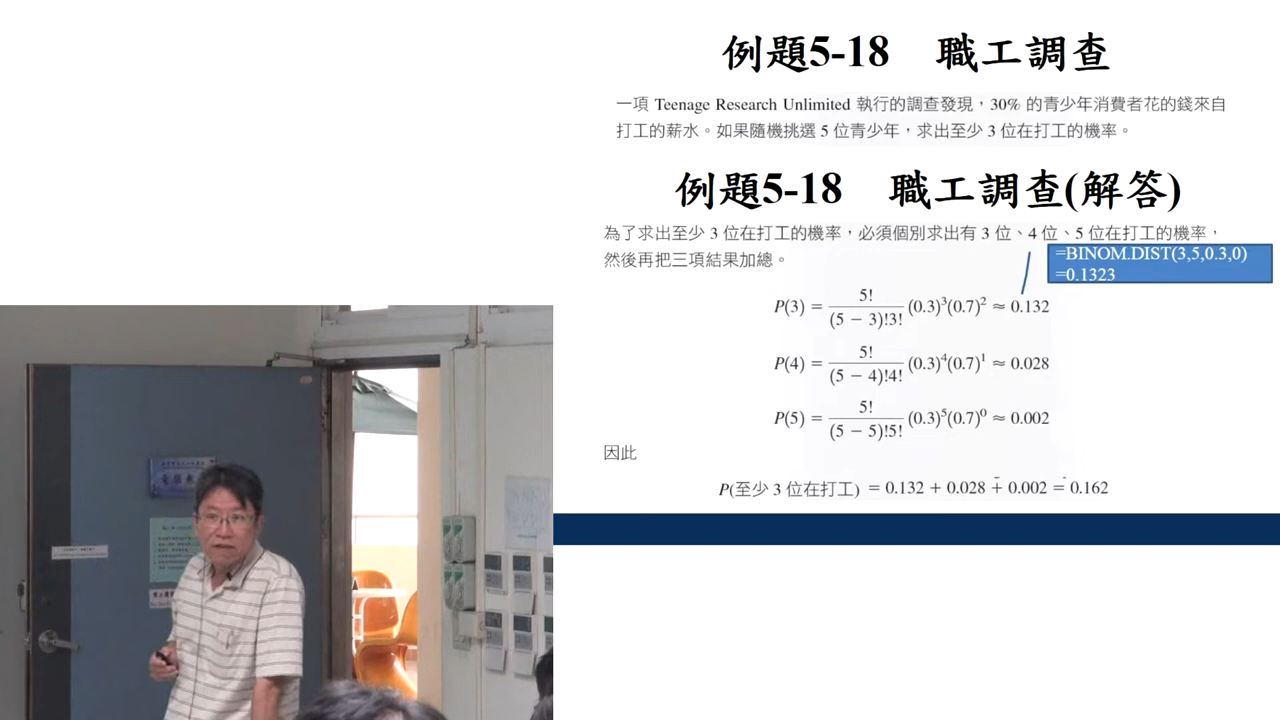 例題5-18　職工調查
一項 Teenage Research Unlimited 執行的調查發現，30% 的青少年消費者花的錢來自
打工的薪水。如果隨機挑選 5 位青少年，求出至少 3 位在打工的機率。
例題5-18　職工調查(解答)
為了求出至少 3 位在打工的機率，必須個別求出有 3 位、4 位、5 位在打工的機率，
然後再把三項結果加總。
=BINOM.DIST(3,5,0.3,0)
=0.1323
P(3) = 5!/(5 − 3)!3! (0.3)³(0.7)² ≈ 0.132
P(4) = 5!/(5 − 4)!4! (0.3)⁴(0.7)¹ ≈ 0.028
P(5) = 5!/(5 − 5)!5! (0.3)⁵(0.7)⁰ ≈ 0.002
因此
P(至少 3 位在打工) = 0.132 + 0.028 + 0.002 = 0.162